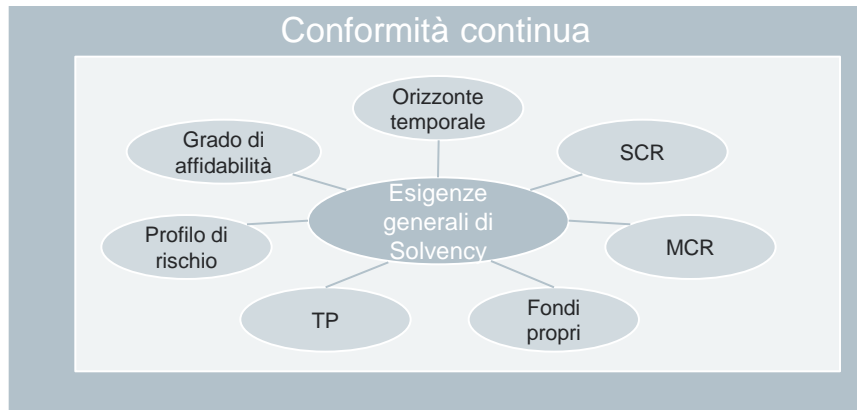 Conformità continua
Orizzonte
temporale
Grado di
affidabilità
SCR
Esigenze
generali di
Solvency
Profilo di
rischio
MCR
TP
Fondi
propri